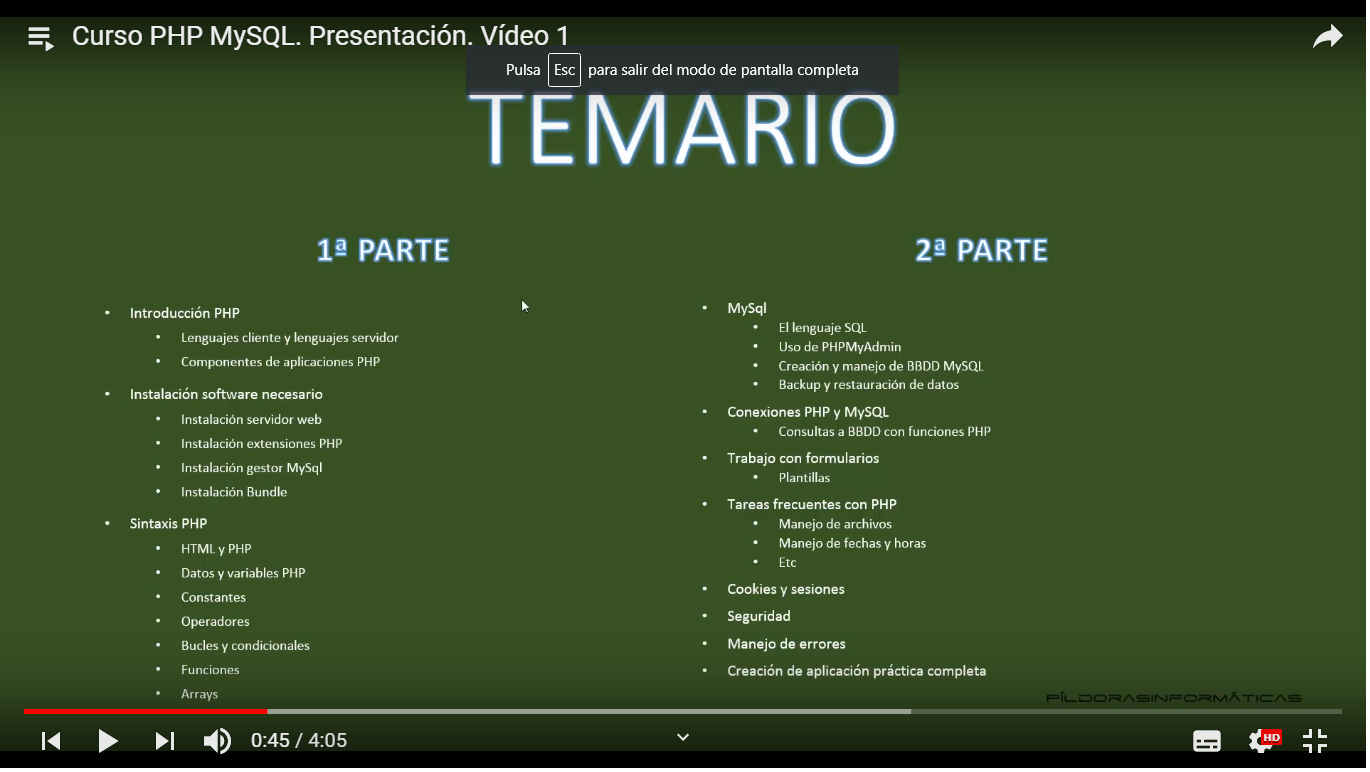 Curso PHP MySQL. Presentación. Vídeo 1
Pulsa Esc para salir del modo de pantalla completa
TEMARIO
1ª PARTE
• Introducción PHP
• Lenguajes cliente y lenguajes servidor
• Componentes de aplicaciones PHP
• Instalación software necesario
• Instalación servidor web
• Instalación extensiones PHP
• Instalación gestor MySql
• Instalación Bundle
• Sintaxis PHP
• HTML y PHP
• Datos y variables PHP
• Constantes
• Operadores
• Bucles y condicionales
• Funciones
• Arrays
2ª PARTE
• MySql
• El lenguaje SQL
• Uso de PHPMyAdmin
• Creación y manejo de BBDD MySQL
• Backup y restauración de datos
• Conexiones PHP y MySQL
• Consultas a BBDD con funciones PHP
• Trabajo con formularios
• Plantillas
• Tareas frecuentes con PHP
• Manejo de archivos
• Manejo de fechas y horas
• Etc
• Cookies y sesiones
• Seguridad
• Manejo de errores
• Creación de aplicación práctica completa
PÍLDORASINFORMÁTICAS
0:45 / 4:05
HD